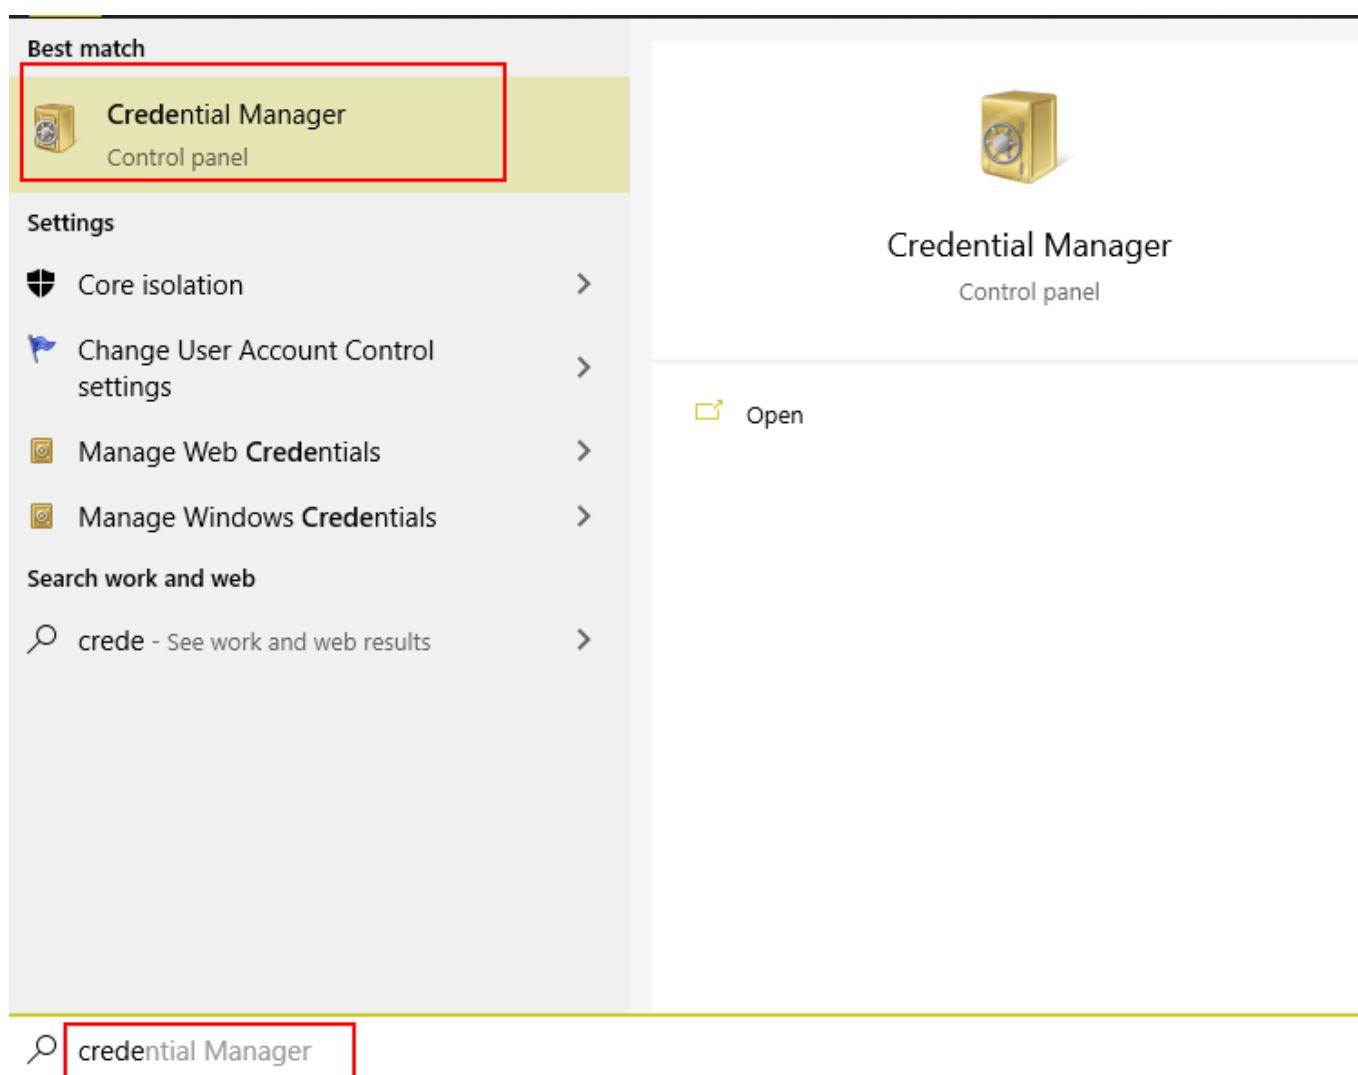 Best match
Credential Manager
Control panel
Settings
Core isolation
Change User Account Control
settings
Manage Web Credentials
Manage Windows Credentials
Search work and web
crede - See work and web results
Credential Manager
Control panel
Open
credential Manager